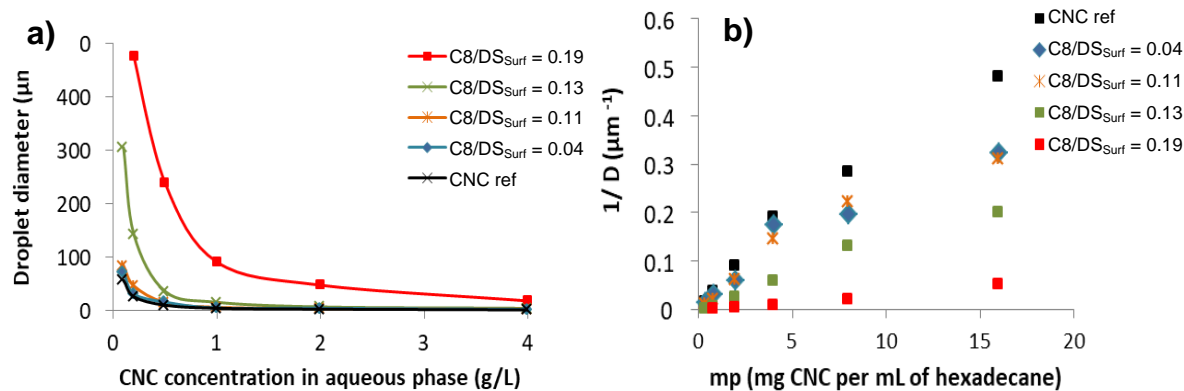 a)
0
400
300
200
100
0
Droplet diameter (µn
0 1 2 3 4
CNC concentration in aqueous phase (g/L)
C8/DSSurf = 0.19
C8/DSSurf = 0.13
C8/DSSurf = 0.11
C8/DSSurf = 0.04
CNC ref
b)
0.6
0.5
0.4
0.3
0.2
0.1
0
1/ D (µm ⁻¹)
0 5 10 15 20
mp (mg CNC per mL of hexadecane)
CNC ref
C8/DSSurf = 0.04
C8/DSSurf = 0.11
C8/DSSurf = 0.13
C8/DSSurf = 0.19